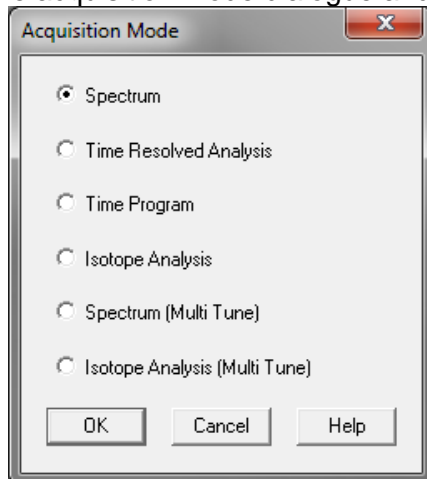 Acquisition Mode
Spectrum
Time Resolved Analysis
Time Program
Isotope Analysis
Spectrum (Multi Tune)
Isotope Analysis (Multi Tune)
OK Cancel Help